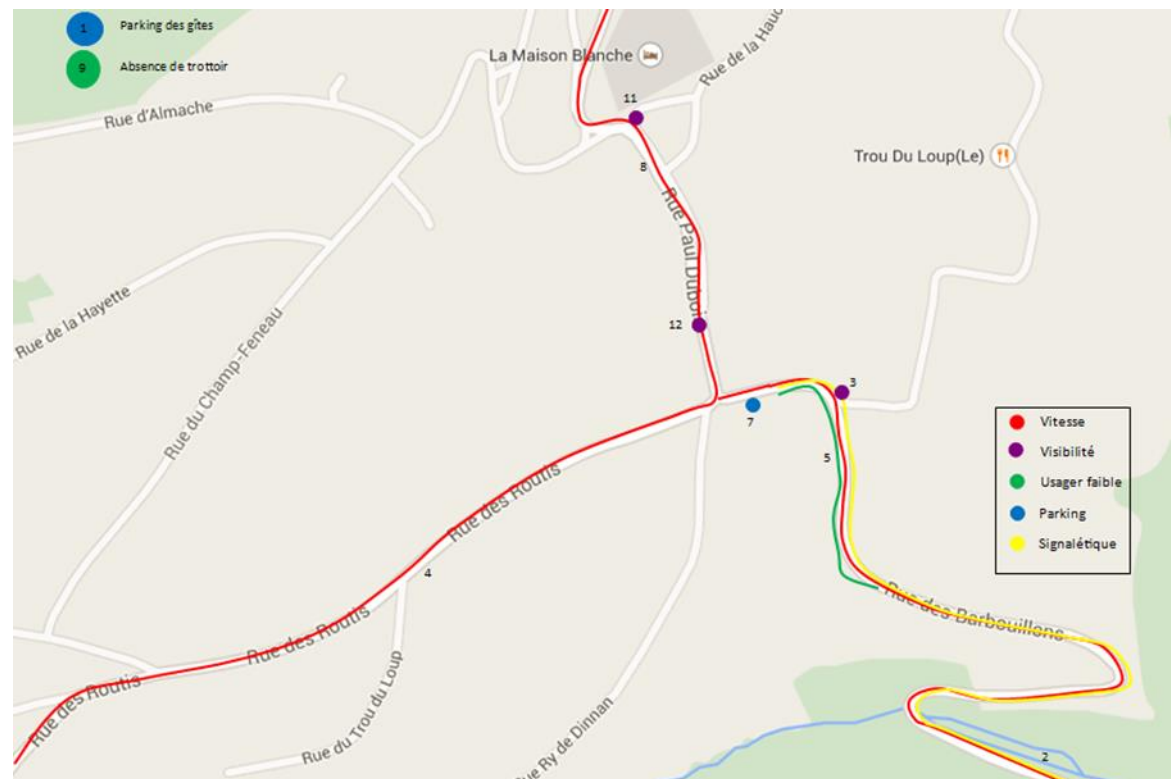 1 Parking des gîtes
9 Absence de trottoir
La Maison Blanche
Rue de la Hauc
11
Rue d'Almache
Trou Du Loup(Le)
8
Rue Paul Duboi
Rue de la Hayette
12
Rue du Champ-Feneau
3
7
5
Vitesse
Visibilité
Usager faible
Parking
Signalétique
Rue des Routis
4
Rue des Barbouillons
Rue des Routis
Rue des Routis
Rue du Trou du Loup
Rue Ry de Dinnan
2